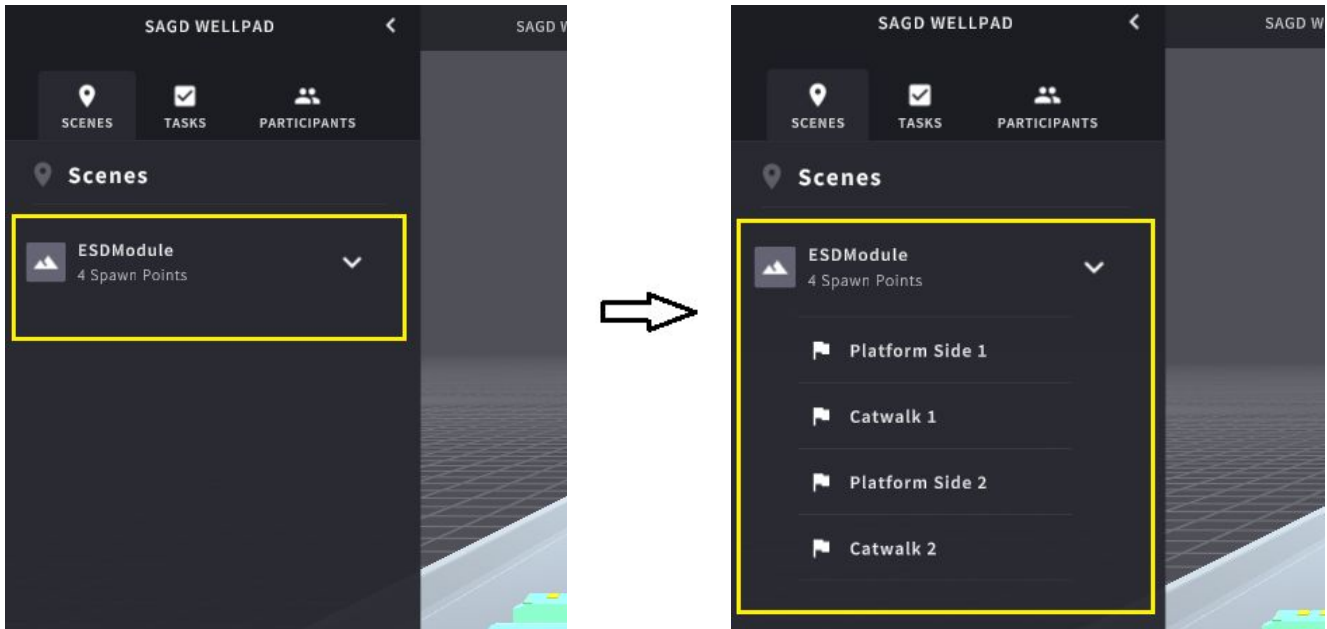 SAGD WELLPAD
SAGD
SCENES TASKS PARTICIPANTS
Scenes
ESDModule
4 Spawn Points
SAGD WELLPAD
SAGD
SCENES TASKS PARTICIPANTS
Scenes
ESDModule
4 Spawn Points
Platform Side 1
Catwalk 1
Platform Side 2
Catwalk 2